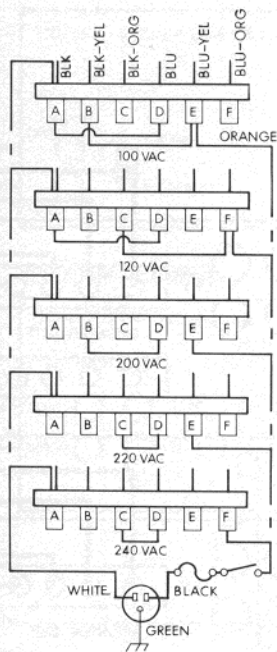 BLK BLK-YEL BLK-ORG BLU BLU-YEL BLU-ORG
A B C D E F
ORANGE
100 VAC
A B C D E F
120 VAC
A B C D E F
200 VAC
A B C D E F
220 VAC
A B C D E F
240 VAC
WHITE BLACK
GREEN